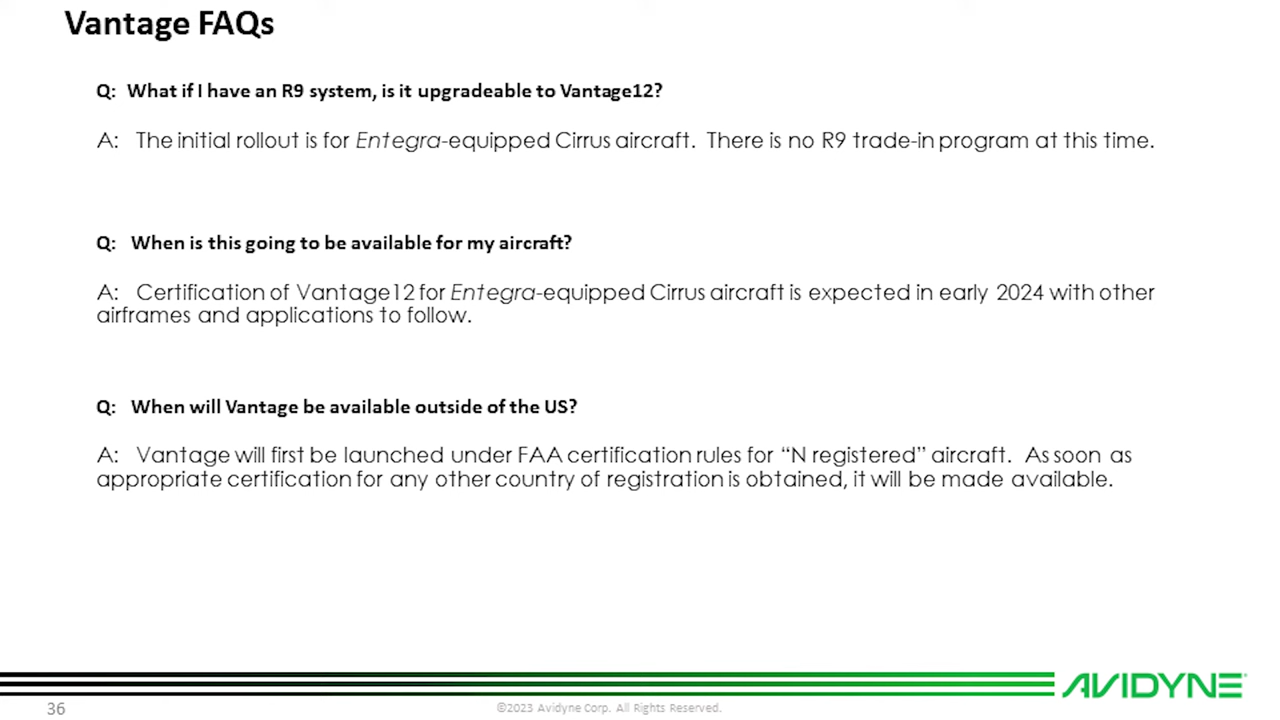 Vantage FAQs
Q: What if I have an R9 system, is it upgradeable to Vantage12?
A: The initial rollout is for Entegra-equipped Cirrus aircraft. There is no R9 trade-in program at this time.
Q: When is this going to be available for my aircraft?
A: Certification of Vantage12 for Entegra-equipped Cirrus aircraft is expected in early 2024 with other
airframes and applications to follow.
Q: When will Vantage be available outside of the US?
A: Vantage will first be launched under FAA certification rules for “N registered” aircraft. As soon as
appropriate certification for any other country of registration is obtained, it will be made available.
AVIDYNE
36
©2023 Avidyne Corp. All Rights Reserved.